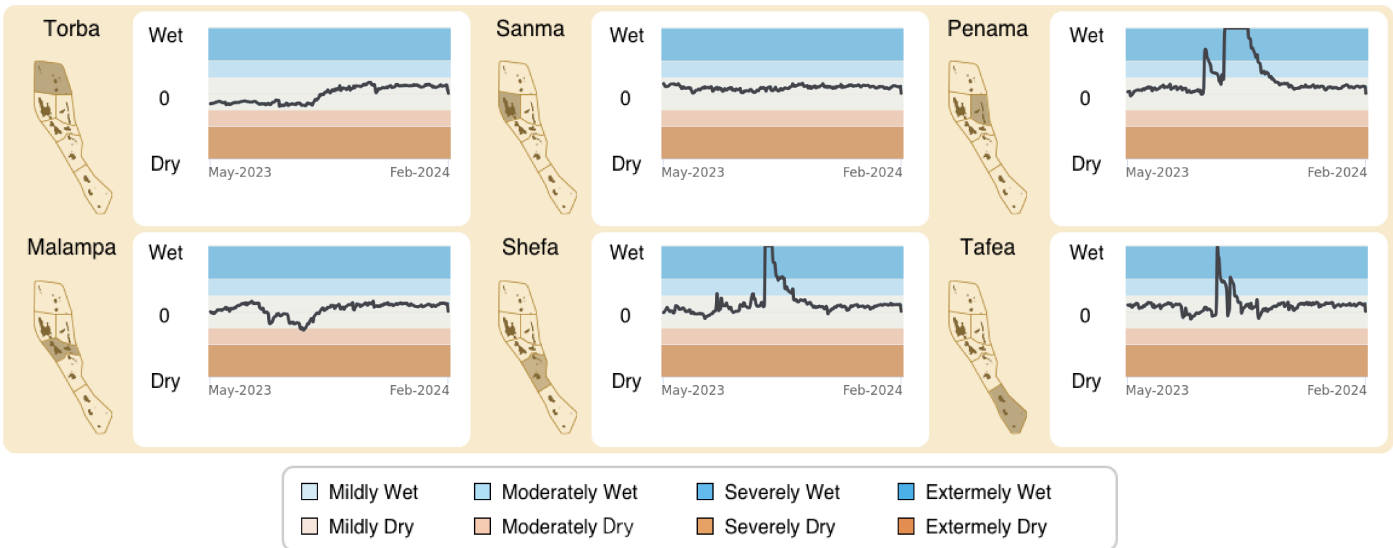 Torba
Wet
0
Dry
May-2023 Feb-2024
Sanma
Wet
0
Dry
May-2023 Feb-2024
Penama
Wet
0
Dry
May-2023 Feb-2024
Malampa
Wet
0
Dry
May-2023 Feb-2024
Shefa
Wet
0
Dry
May-2023 Feb-2024
Tafea
Wet
0
Dry
May-2023 Feb-2024
Mildly Wet Moderately Wet Severely Wet Extermely Wet
Mildly Dry Moderately Dry Severely Dry Extermely Dry